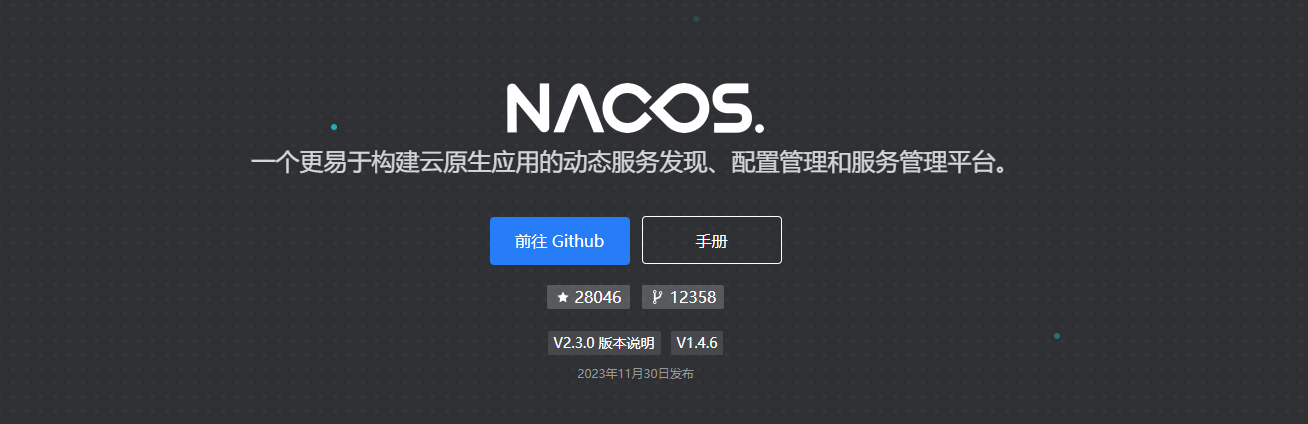 NACOS.
一个更易于构建云原生应用的动态服务发现、配置管理和服务管理平台。
前往 Github 手册
28046 12358
V2.3.0 版本说明 V1.4.6
2023年11月30日发布